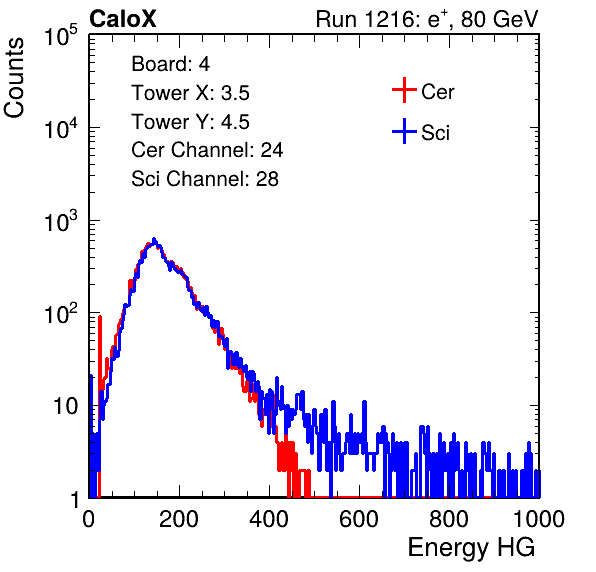 CaloX Run 1216: e⁺, 80 GeV
Counts
Board: 4
Tower X: 3.5
Tower Y: 4.5
Cer Channel: 24
Sci Channel: 28
Cer
Sci
10⁵
10⁴
10³
10²
10
1
0 200 400 600 800 1000
Energy HG